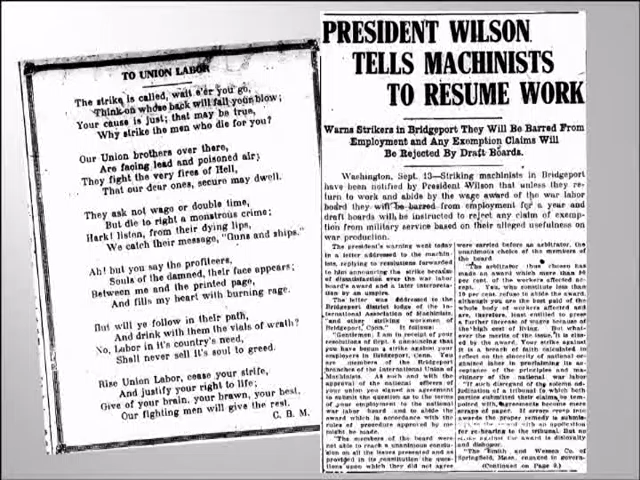 TO UNION LABOR
The strike is called, wait e'er you go,
Think on whose back will fall your blow;
Your cause is just; that may be true,
Why strike the men who die for you?
Our Union brothers over there,
Are facing lead and poisoned air;
They fight the very fires of Hell,
That our dear ones, secure may dwell.
They ask not wage or double time,
But die to right a monstrous crime;
Hark! listen, from their dying lips,
We catch their message, "Guns and ships."
Ah! but you say the profiteers,
Souls of the damned, their face appears;
Between me and the printed page,
And fills my heart with burning rage.
But will ye follow in their path,
And drink with them the vials of wrath?
No, Labor in it's country's need,
Shall never sell it's soul to greed.
Rise Union Labor, cease your strife,
And justify your right to life;
Give of your brain, your brawn, your best,
Our fighting men will give the rest.
C. B. M.
PRESIDENT WILSON
TELLS MACHINISTS
TO RESUME WORK
Warns Strikers in Bridgeport They Will Be Barred From
Employment and Any Exemption Claims Will
Be Rejected By Draft Boards.
Washington, Sept. 13—Striking machinists in Bridgeport
have been notified by President Wilson that unless they re-
turn to work and abide by the wage award of the war labor
board they will be barred from employment for a year and
draft boards will be instructed to reject any claim of exemp-
tion from military service based on their alleged usefulness on
war production.
The president's warning went today
in a letter addressed to the machin-
ists, replying to resolutions forwarded
to him announcing the strike because
of dissatisfaction over the war labor
board's award and a later interpreta-
tion by an umpire.
The letter was addressed to the
Bridgeport district lodge of the In-
ternational Association of Machinists,
"and other striking workmen of
Bridgeport, Conn." It follows:
"Gentlemen, I am in receipt of your
resolutions of Sept. 6 announcing that
you have begun a strike against your
employers in Bridgeport, Conn. You
are members of the Bridgeport
branches of the International Union of
Machinists. As such and with the
approval of the national officers of
your union you signed an agreement
to submit the question as to the terms
of your employment to the national
war labor board and to abide the
award which in accordance with the
rules of procedure approved by me
might be made.
"The members of the board were
not able to reach a unanimous conclu-
sion on all the issues presented and as
provided in its constitution the ques-
tions upon which they did not agree
were carried before an arbitrator, the
unanimous choice of the members of
the board.
"The arbitrator thus chosen has
made an award which more than 90
per cent. of the workers affected ac-
cept. You, who constitute less than
10 per cent. refuse to abide the award,
although you are the best paid of the
whole body of workers affected and
are, therefore, least entitled to press
a further increase of wages because of
the high cost of living. But what-
ever the merits of the issue, it is clos-
ed by the award. Your strike against
it is a breach of faith calculated to
reflect on the sincerity of national or-
ganized labor in proclaiming its ac-
ceptance of the principles and ma-
chinery of the national war labor
"If such disregard of the solemn ad-
judication of a tribunal to which both
parties submitted their claims be tem-
porized with, agreements become mere
scraps of paper. If errors creep into
awards the proper remedy is submis-
with an application
for re-hearing to the tribunal. But no
strike against the award is disloyalty
and dishonor.
"The Smith and Wesson Co. of
Springfield, Mass., engaged in govern-
(Continued on Page 2.)